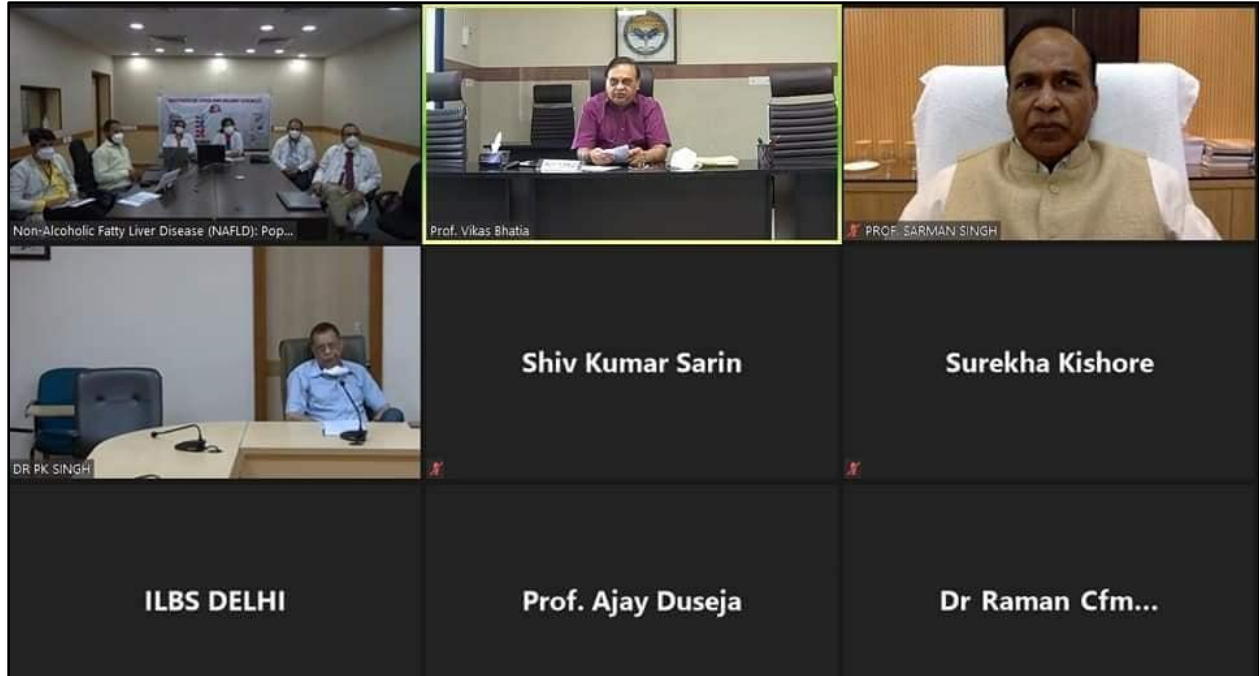 Non-Alcoholic Fatty Liver Disease (NAFLD): Pop...
Prof. Vikas Bhatia
PROF. SARMAN SINGH
DR PK SINGH
Shiv Kumar Sarin
Surekha Kishore
ILBS DELHI
Prof. Ajay Duseja
Dr Raman Cfm...